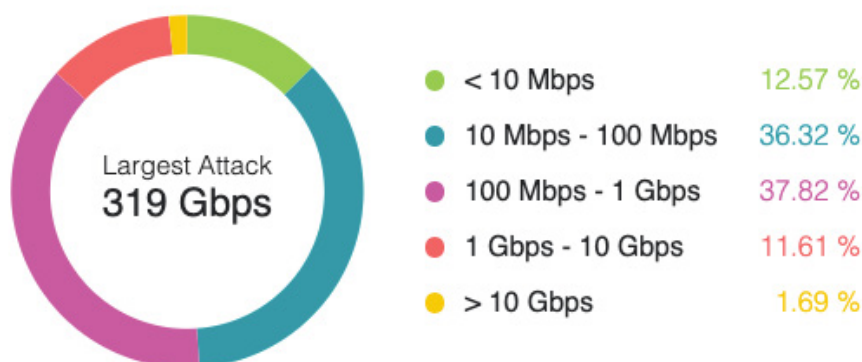 Largest Attack
319 Gbps
< 10 Mbps 12.57 %
10 Mbps - 100 Mbps 36.32 %
100 Mbps - 1 Gbps 37.82 %
1 Gbps - 10 Gbps 11.61 %
> 10 Gbps 1.69 %